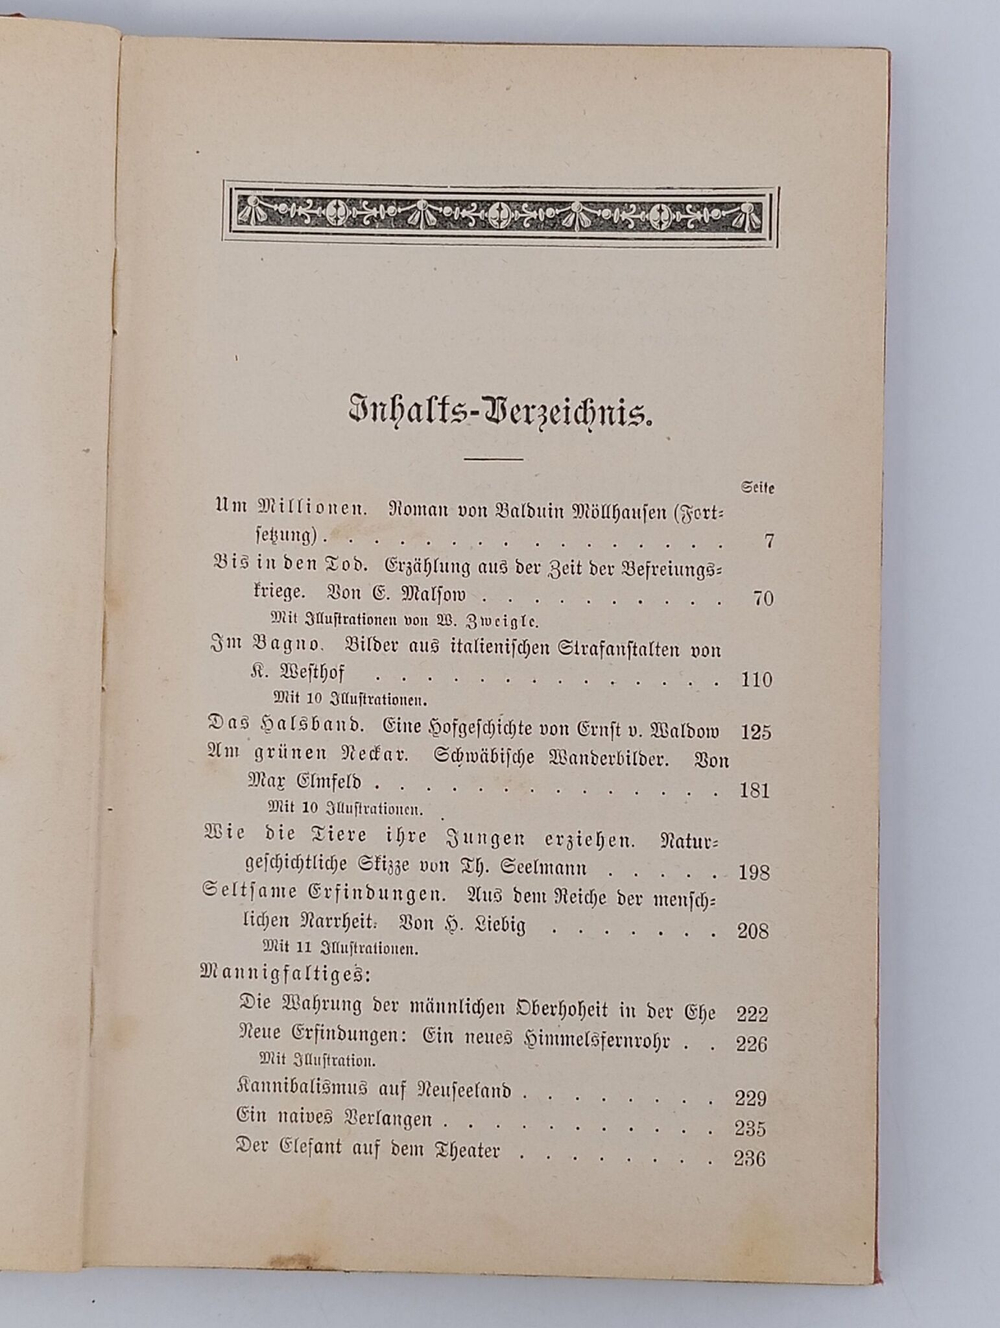 Inhalts-Verzeichnis.
Seite
Um Millionen. Roman von Balduin Möllhausen (Fort-
setzung) . . . . . . . . . . . . . . . . 7
Bis in den Tod. Erzählung aus der Zeit der Befreiungs-
kriege. Von E. Malsow . . . . . . . . . . 70
Mit Illustrationen von W. Zweigle.
Im Bagno. Bilder aus italienischen Strafanstalten von
K. Westhof . . . . . . . . . . . . . . 110
Mit 10 Illustrationen.
Das Halsband. Eine Hofgeschichte von Ernst v. Waldow 125
Am grünen Neckar. Schwäbische Wanderbilder. Von
Max Elmfeld . . . . . . . . . . . . . . 181
Mit 10 Illustrationen.
Wie die Tiere ihre Jungen erziehen. Natur-
geschichtliche Skizze von Th. Seelmann . . . . . 198
Seltsame Erfindungen. Aus dem Reiche der mensch-
lichen Narrheit. Von H. Liebig . . . . . . . 208
Mit 11 Illustrationen.
Mannigfaltiges:
Die Wahrung der männlichen Oberhoheit in der Ehe 222
Neue Erfindungen: Ein neues Himmelsfernrohr . . 226
Mit Illustration.
Kannibalismus auf Neuseeland . . . . . . . . 229
Ein naives Verlangen . . . . . . . . . . . 235
Der Elefant auf dem Theater . . . . . . . . 236